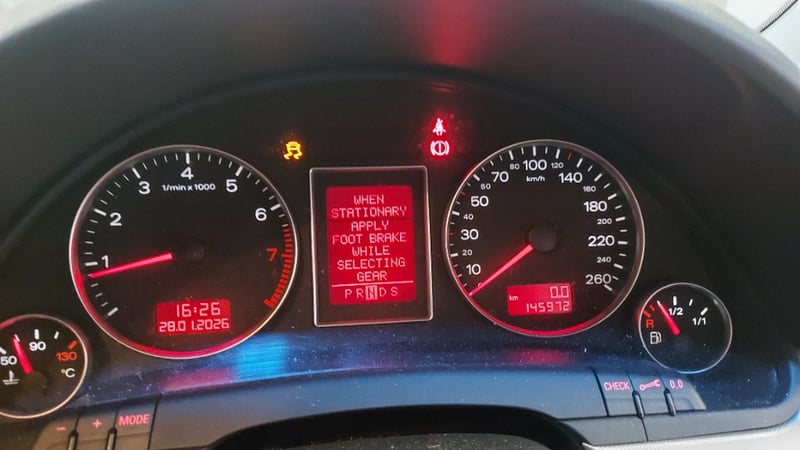 1/min x 1000
1
2
3
4
5
6
7
16:26
28.01.2026
WHEN
STATIONARY
APPLY
FOOT BRAKE
WHILE
SELECTING
GEAR
P R N D S
km/h
10
20
30
40
50
60
70
80
100
120
140
160
180
200
220
240
260
km
0.0
145972
50
90
130
°C
R
1/2
1/1
-
+
MODE
CHECK
0.0